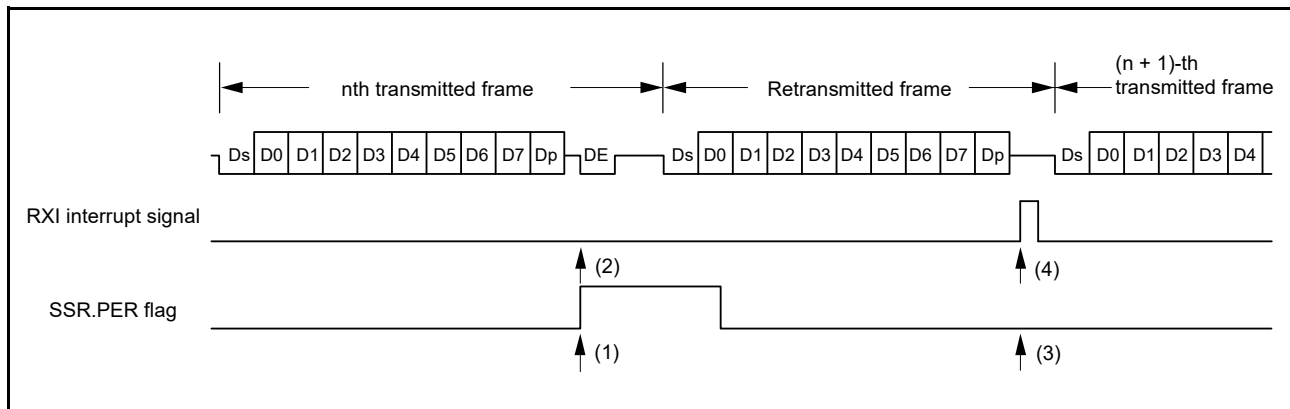 nth transmitted frame
Retransmitted frame
(n + 1)-th
transmitted frame
Ds D0 D1 D2 D3 D4 D5 D6 D7 Dp DE Ds D0 D1 D2 D3 D4 D5 D6 D7 Dp Ds D0 D1 D2 D3 D4
RXI interrupt signal
(2)
(4)
SSR.PER flag
(1)
(3)